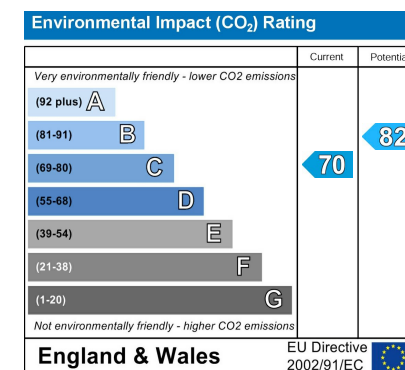 Environmental Impact (CO₂) Rating
Current Potentia
Very environmentally friendly - lower CO2 emissions
(92 plus) A
(81-91) B
82
(69-80) C
70
(55-68) D
(39-54) E
(21-38) F
(1-20) G
Not environmentally friendly - higher CO2 emissions
England & Wales
EU Directive
2002/91/EC